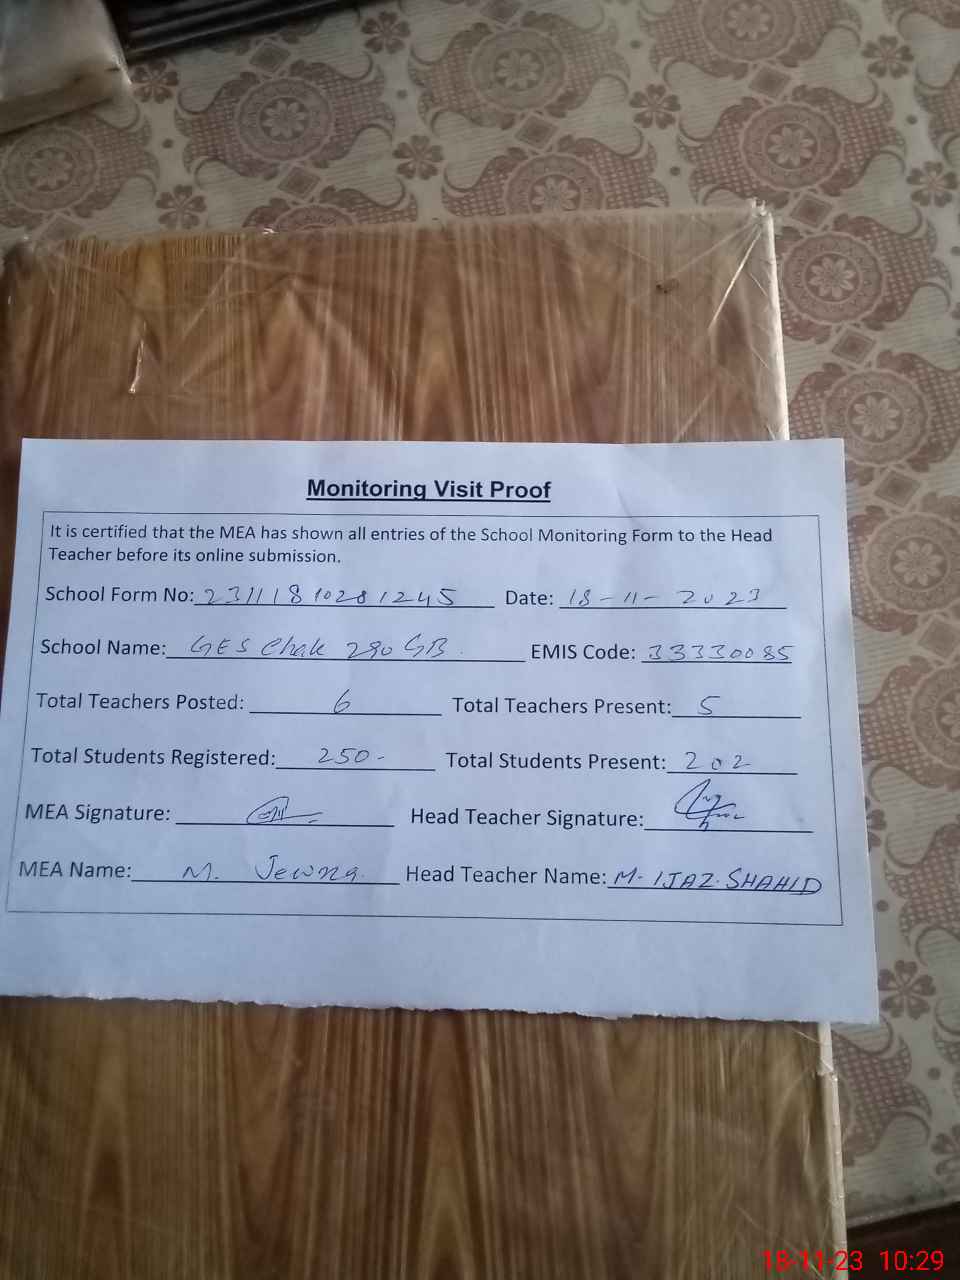 Monitoring Visit Proof
It is certified that the MEA has shown all entries of the School Monitoring Form to the Head
Teacher before its online submission.
School Form No: 23111810281245 Date: 18-11-2023
School Name: GES Chak 280 GB. EMIS Code: 33330085
Total Teachers Posted: 6 Total Teachers Present: 5
Total Students Registered: 250- Total Students Present: 202
MEA Signature: Head Teacher Signature:
MEA Name: M. Head Teacher Name: M. IJAZ. SHAHID
18-11-23 10:29